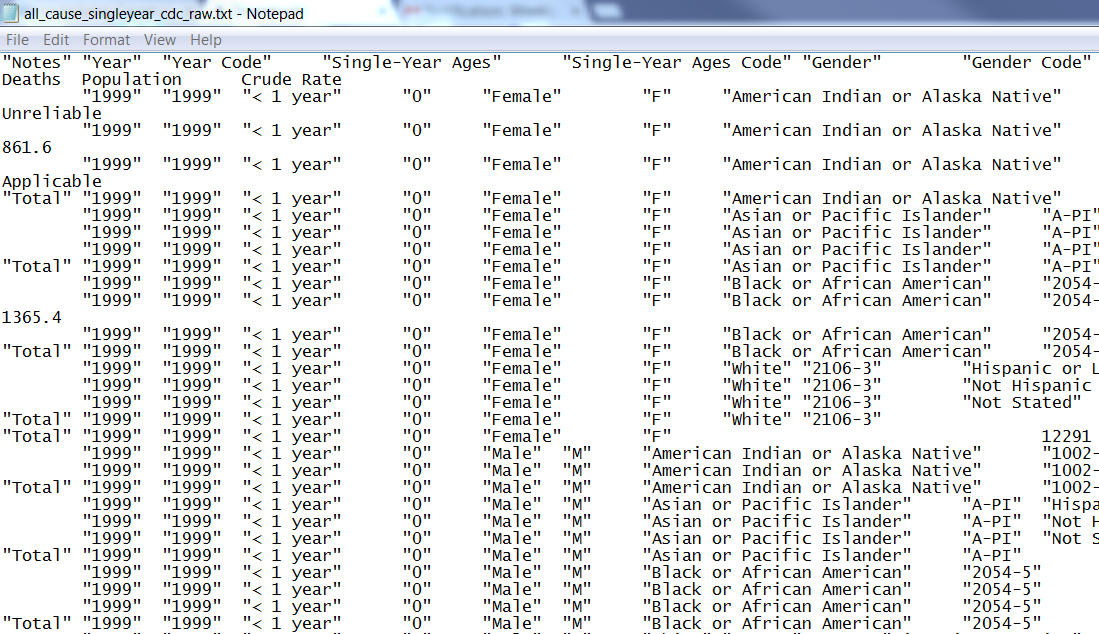 all_cause_singleyear_cdc_raw.txt - Notepad
File Edit Format View Help
"Notes" "Year" "Year Code" "Single-Year Ages" "Single-Year Ages Code" "Gender" "Gender Code"
Deaths Population Crude Rate
"1999" "1999" "< 1 year" "0" "Female" "F" "American Indian or Alaska Native"
Unreliable
"1999" "1999" "< 1 year" "0" "Female" "F" "American Indian or Alaska Native"
861.6
"1999" "1999" "< 1 year" "0" "Female" "F" "American Indian or Alaska Native"
Applicable
"Total" "1999" "1999" "< 1 year" "0" "Female" "F" "American Indian or Alaska Native"
"1999" "1999" "< 1 year" "0" "Female" "F" "Asian or Pacific Islander" "A-PI"
"1999" "1999" "< 1 year" "0" "Female" "F" "Asian or Pacific Islander" "A-PI"
"1999" "1999" "< 1 year" "0" "Female" "F" "Asian or Pacific Islander" "A-PI"
"Total" "1999" "1999" "< 1 year" "0" "Female" "F" "Asian or Pacific Islander" "A-PI"
"1999" "1999" "< 1 year" "0" "Female" "F" "Black or African American" "2054-
"1999" "1999" "< 1 year" "0" "Female" "F" "Black or African American" "2054-
1365.4
"1999" "1999" "< 1 year" "0" "Female" "F" "Black or African American" "2054-
"Total" "1999" "1999" "< 1 year" "0" "Female" "F" "Black or African American" "2054-
"1999" "1999" "< 1 year" "0" "Female" "F" "White" "2106-3" "Hispanic or L
"1999" "1999" "< 1 year" "0" "Female" "F" "White" "2106-3" "Not Hispanic
"1999" "1999" "< 1 year" "0" "Female" "F" "White" "2106-3" "Not Stated"
"Total" "1999" "1999" "< 1 year" "0" "Female" "F" "White" "2106-3"
"Total" "1999" "1999" "< 1 year" "0" "Female" "F" 12291
"1999" "1999" "< 1 year" "0" "Male" "M" "American Indian or Alaska Native" "1002-
"1999" "1999" "< 1 year" "0" "Male" "M" "American Indian or Alaska Native" "1002-
"Total" "1999" "1999" "< 1 year" "0" "Male" "M" "American Indian or Alaska Native" "1002-
"1999" "1999" "< 1 year" "0" "Male" "M" "Asian or Pacific Islander" "A-PI" "Hispa
"1999" "1999" "< 1 year" "0" "Male" "M" "Asian or Pacific Islander" "A-PI" "Not H
"1999" "1999" "< 1 year" "0" "Male" "M" "Asian or Pacific Islander" "A-PI" "Not S
"Total" "1999" "1999" "< 1 year" "0" "Male" "M" "Asian or Pacific Islander" "A-PI"
"1999" "1999" "< 1 year" "0" "Male" "M" "Black or African American" "2054-5"
"1999" "1999" "< 1 year" "0" "Male" "M" "Black or African American" "2054-5"
"1999" "1999" "< 1 year" "0" "Male" "M" "Black or African American" "2054-5"
"Total" "1999" "1999" "< 1 year" "0" "Male" "M" "Black or African American" "2054-5"